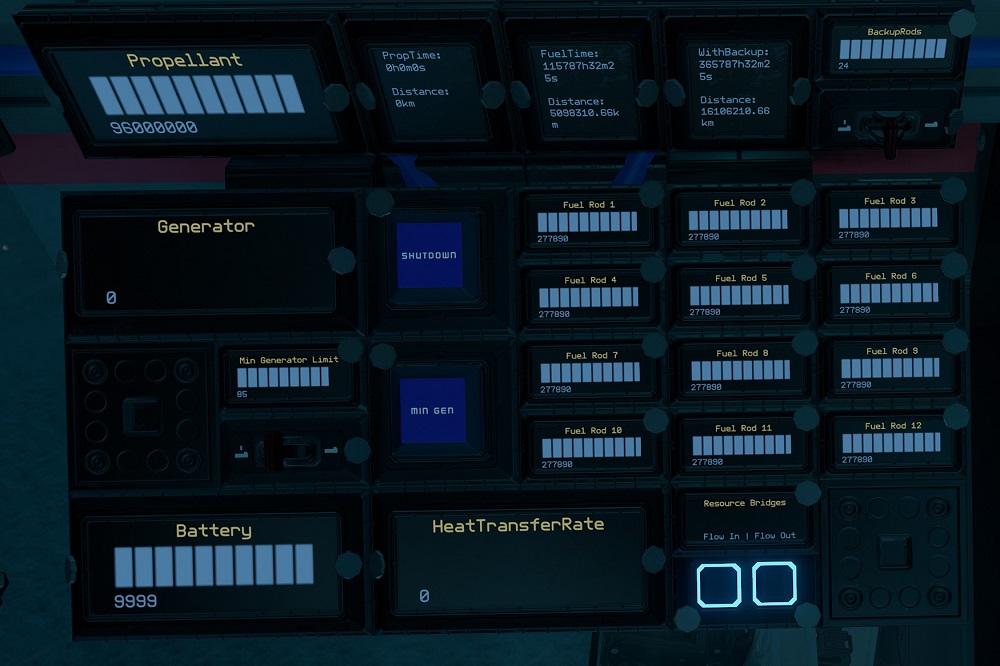 Propellant
96000000
PropTime:
0h0m0s
Distance:
0km
FuelTime:
115787h32m2
5s
Distance:
5098310.66k
m
WithBackup:
365787h32m2
5s
Distance:
16106210.66
km
BackupRods
24
Generator
0
SHUTDOWN
Fuel Rod 1
277890
Fuel Rod 2
277890
Fuel Rod 3
277890
Fuel Rod 4
277890
Fuel Rod 5
277890
Fuel Rod 6
277890
Min Generator Limit
85
MIN GEN
Fuel Rod 7
277890
Fuel Rod 8
277890
Fuel Rod 9
277890
Fuel Rod 10
277890
Fuel Rod 11
277890
Fuel Rod 12
277890
Battery
9999
HeatTransferRate
0
Resource Bridges
Flow In | Flow Out